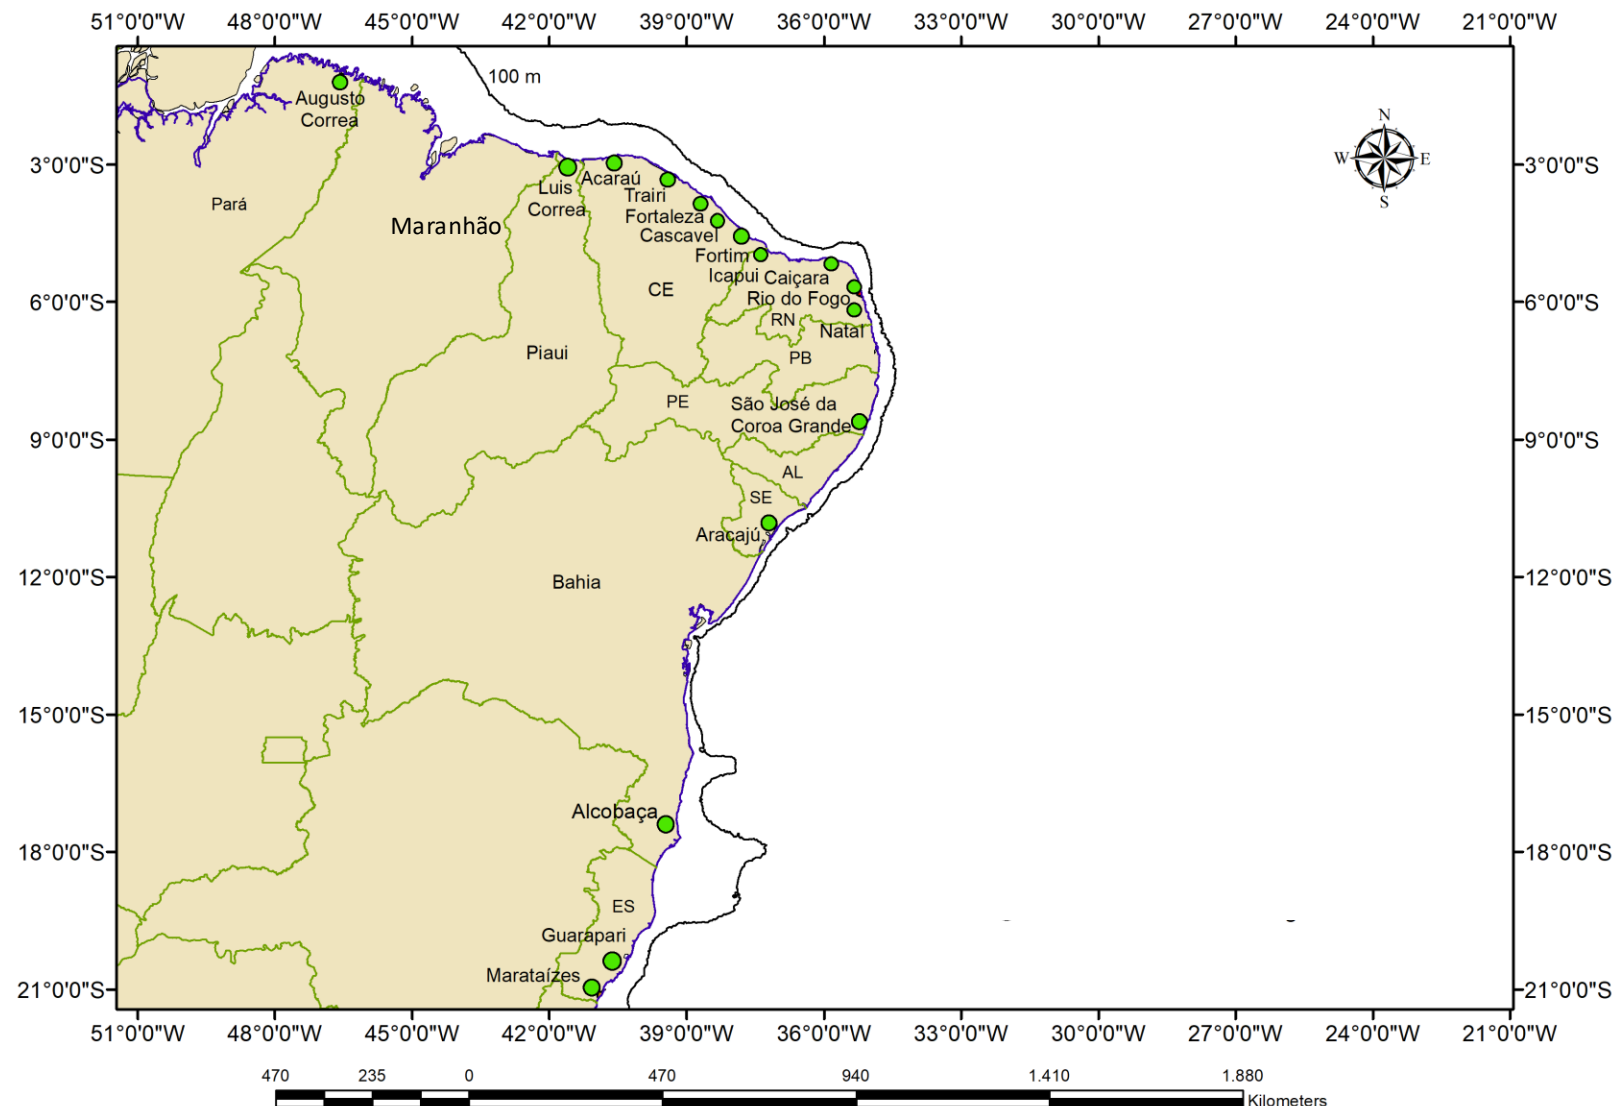 51°0'0"W 48°0'0"W 45°0'0"W 42°0'0"W 39°0'0"W 36°0'0"W 33°0'0"W 30°0'0"W 27°0'0"W 24°0'0"W 21°0'0"W
100 m
Augusto
Correa
N
W E
S
3°0'0"S 3°0'0"S
Acaraú
Luis
Correa
Trairi
Pará
Maranhão
Fortaleza
Cascavel
Fortim
Icapui
Caiçara
CE
Rio do Fogo
6°0'0"S 6°0'0"S
RN
Natal
Piaui
PB
PE
São José da
Coroa Grande
9°0'0"S 9°0'0"S
AL
SE
Aracajú
12°0'0"S 12°0'0"S
Bahia
15°0'0"S 15°0'0"S
Alcobaça
18°0'0"S 18°0'0"S
ES
Guarapari
Marataízes
21°0'0"S 21°0'0"S
51°0'0"W 48°0'0"W 45°0'0"W 42°0'0"W 39°0'0"W 36°0'0"W 33°0'0"W 30°0'0"W 27°0'0"W 24°0'0"W 21°0'0"W
470 235 0 470 940 1.410 1.880
Kilometers